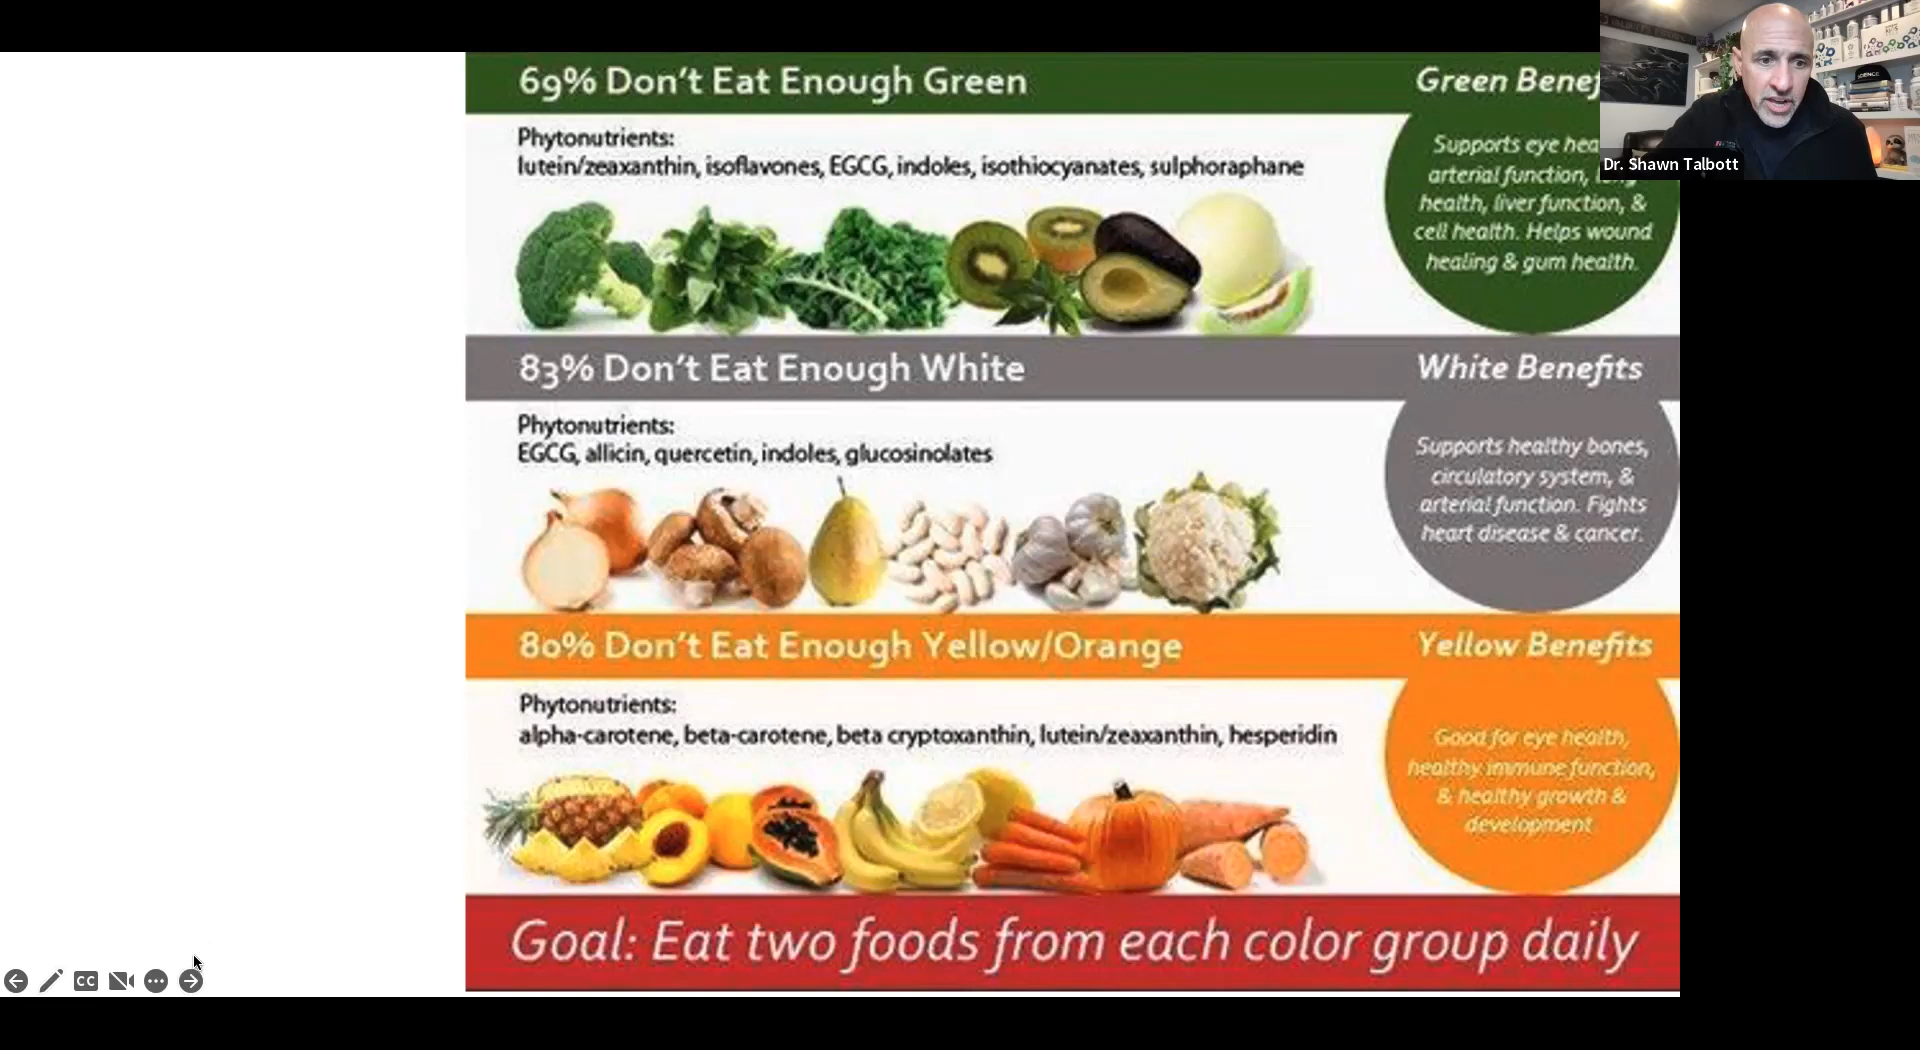 69% Don't Eat Enough Green
Green Benef
Phytonutrients:
lutein/zeaxanthin, isoflavones, EGCG, indoles, isothiocyanates, sulphoraphane
Supports eye hea
arterial function,
health, liver function, &
cell health. Helps wound
healing & gum health.
Dr. Shawn Talbott
83% Don't Eat Enough White
White Benefits
Phytonutrients:
EGCG, allicin, quercetin, indoles, glucosinolates
Supports healthy bones,
circulatory system, &
arterial function. Fights
heart disease & cancer.
80% Don't Eat Enough Yellow/Orange
Yellow Benefits
Phytonutrients:
alpha-carotene, beta-carotene, beta cryptoxanthin, lutein/zeaxanthin, hesperidin
Good for eye health,
healthy immune function,
& healthy growth &
development
Goal: Eat two foods from each color group daily
CC